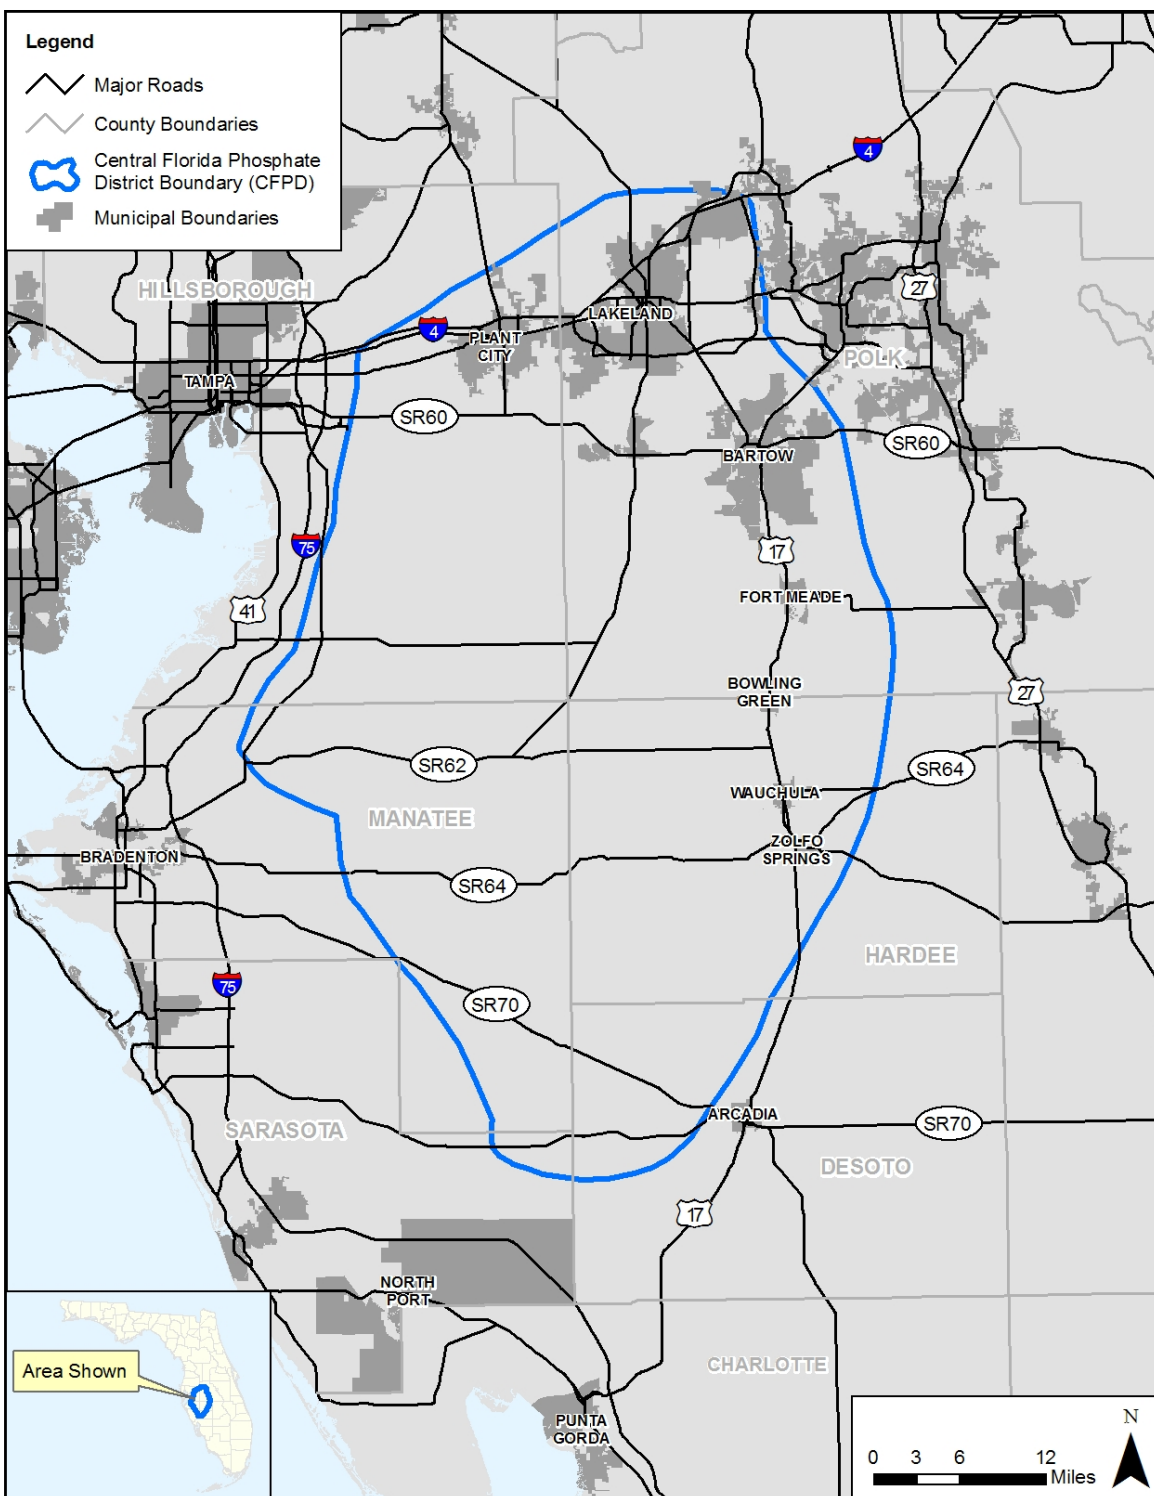 Legend
Major Roads
County Boundaries
Central Florida Phosphate
District Boundary (CFPD)
Municipal Boundaries
4
HILLSBOROUGH
27
4
LAKELAND
PLANT
CITY
POLK
TAMPA
SR60
SR60
BARTOW
75
17
41
FORT MEADE
BOWLING
GREEN
27
SR62
SR64
WAUCHULA
MANATEE
ZOLFO
SPRINGS
BRADENTON
SR64
HARDEE
75
SR70
ARCADIA
SR70
SARASOTA
DESOTO
17
NORTH
PORT
Area Shown
CHARLOTTE
PUNTA
GORDA
N
0 3 6 12
Miles